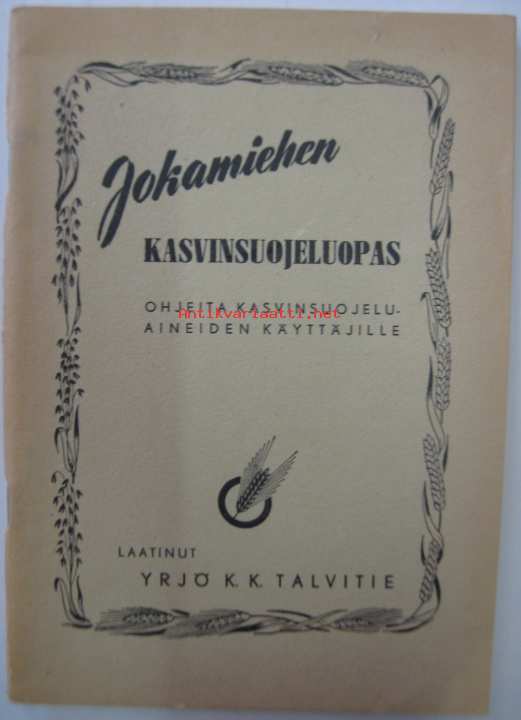 Jokamiehen
KASVINSUOJELUOPAS
OHJEITA KASVINSUOJELU-
Antikvariaatti.net
AINEIDEN KÄYTTÄJILLE
LAATINUT
YRJÖ K. K. TALVITIE